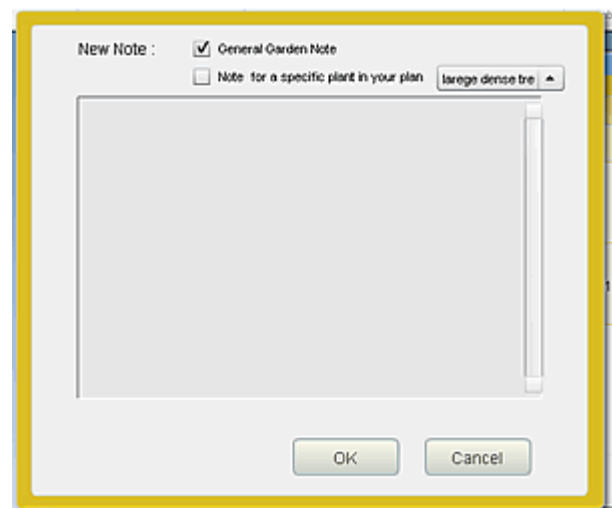 New Note : General Garden Note
Note for a specific plant in your plan larege dense tre
OK Cancel